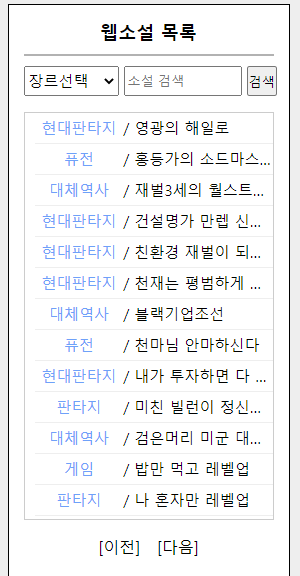 웹소설 목록
장르선택 소설 검색 검색
현대판타지 / 영광의 해일로
퓨전 / 홍등가의 소드마스...
대체역사 / 재벌3세의 월스트...
현대판타지 / 건설명가 만렙 신...
현대판타지 / 친환경 재벌이 되...
현대판타지 / 천재는 평범하게 ...
대체역사 / 블랙기업조선
퓨전 / 천마님 안마하신다
현대판타지 / 내가 투자하면 다 ...
판타지 / 미친 빌런이 정신...
대체역사 / 검은머리 미군 대...
게임 / 밥만 먹고 레벨업
판타지 / 나 혼자만 레벨업
[이전] [다음]